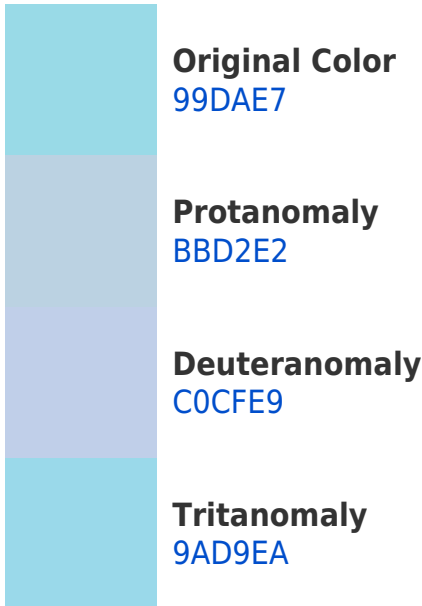 Original Color
99DAE7
Protanomaly
BBD2E2
Deuteranomaly
C0CFE9
Tritanomaly
9AD9EA